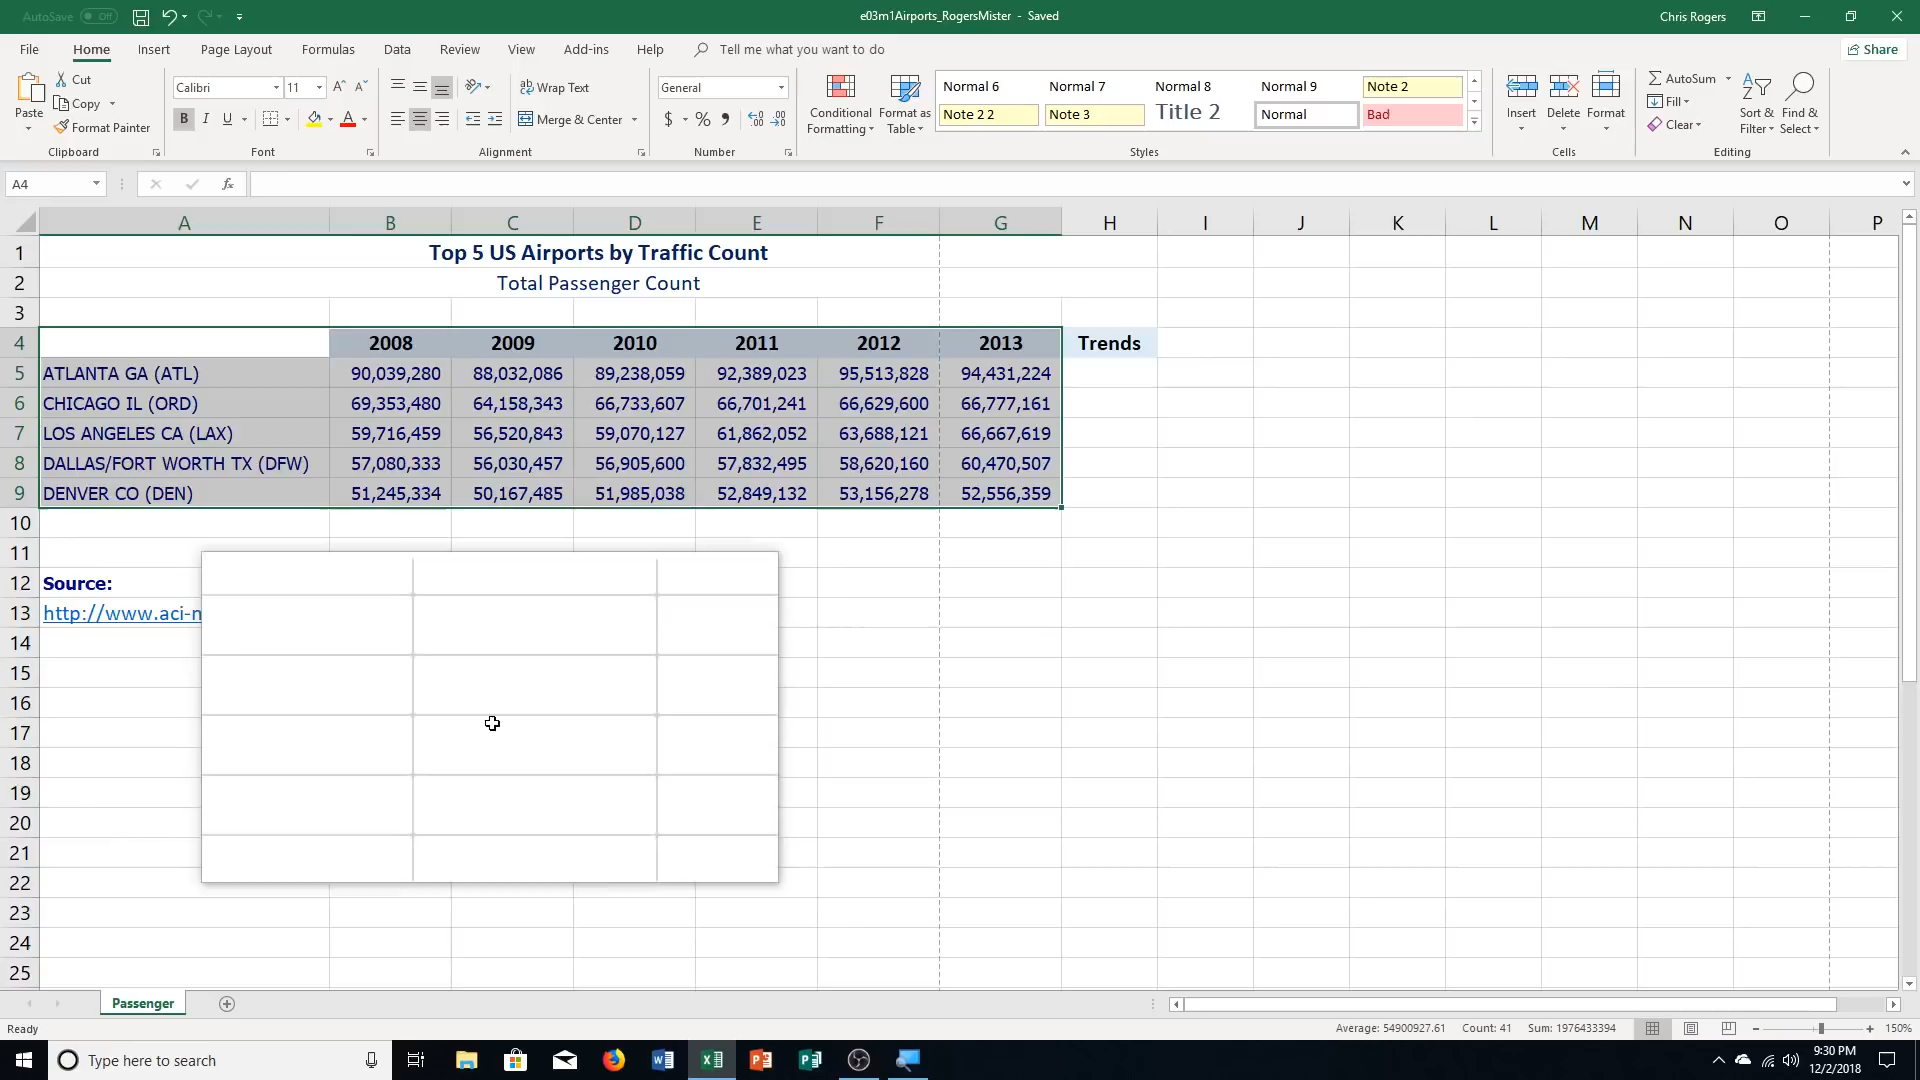 AutoSave Off
e03m1Airports_RogersMister - Saved
Chris Rogers
File Home Insert Page Layout Formulas Data Review View Add-ins Help Tell me what you want to do Share
Paste Cut Copy Format Painter Clipboard
Calibri 11 B I U A A A Font
Wrap Text Merge & Center Alignment
General $ % , Number
Conditional Formatting Format as Table
Normal 6 Normal 7 Normal 8 Normal 9 Note 2
Note 2 2 Note 3 Title 2 Normal Bad
Styles
Insert Delete Format Cells
AutoSum Fill Clear Sort & Filter Find & Select Editing
A4 fx
A B C D E F G H I J K L M N O P
1 Top 5 US Airports by Traffic Count
2 Total Passenger Count
3
4 2008 2009 2010 2011 2012 2013 Trends
5 ATLANTA GA (ATL) 90,039,280 88,032,086 89,238,059 92,389,023 95,513,828 94,431,224
6 CHICAGO IL (ORD) 69,353,480 64,158,343 66,733,607 66,701,241 66,629,600 66,777,161
7 LOS ANGELES CA (LAX) 59,716,459 56,520,843 59,070,127 61,862,052 63,688,121 66,667,619
8 DALLAS/FORT WORTH TX (DFW) 57,080,333 56,030,457 56,905,600 57,832,495 58,620,160 60,470,507
9 DENVER CO (DEN) 51,245,334 50,167,485 51,985,038 52,849,132 53,156,278 52,556,359
10
11
12 Source:
13 http://www.aci-n
14
15
16
17
18
19
20
21
22
23
24
25
Passenger
Ready Average: 54900927.61 Count: 41 Sum: 1976433394 150%
Type here to search
9:30 PM
12/2/2018